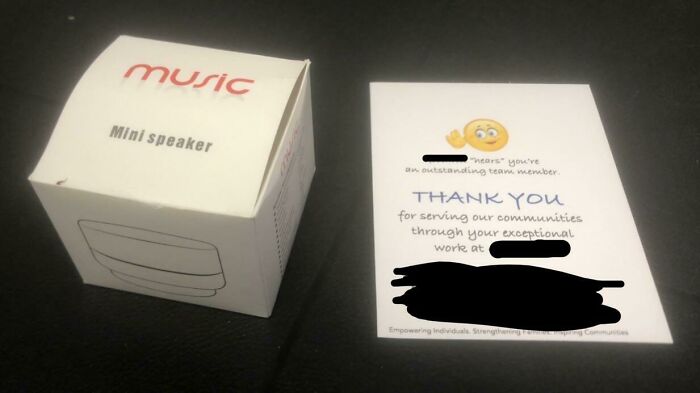 music
Mini speaker
"hears" you're
an outstanding team member.
THANK YOU
for serving our communities
through your exceptional
work at
Empowering Individuals. Strengthening Families. Inspiring Communities